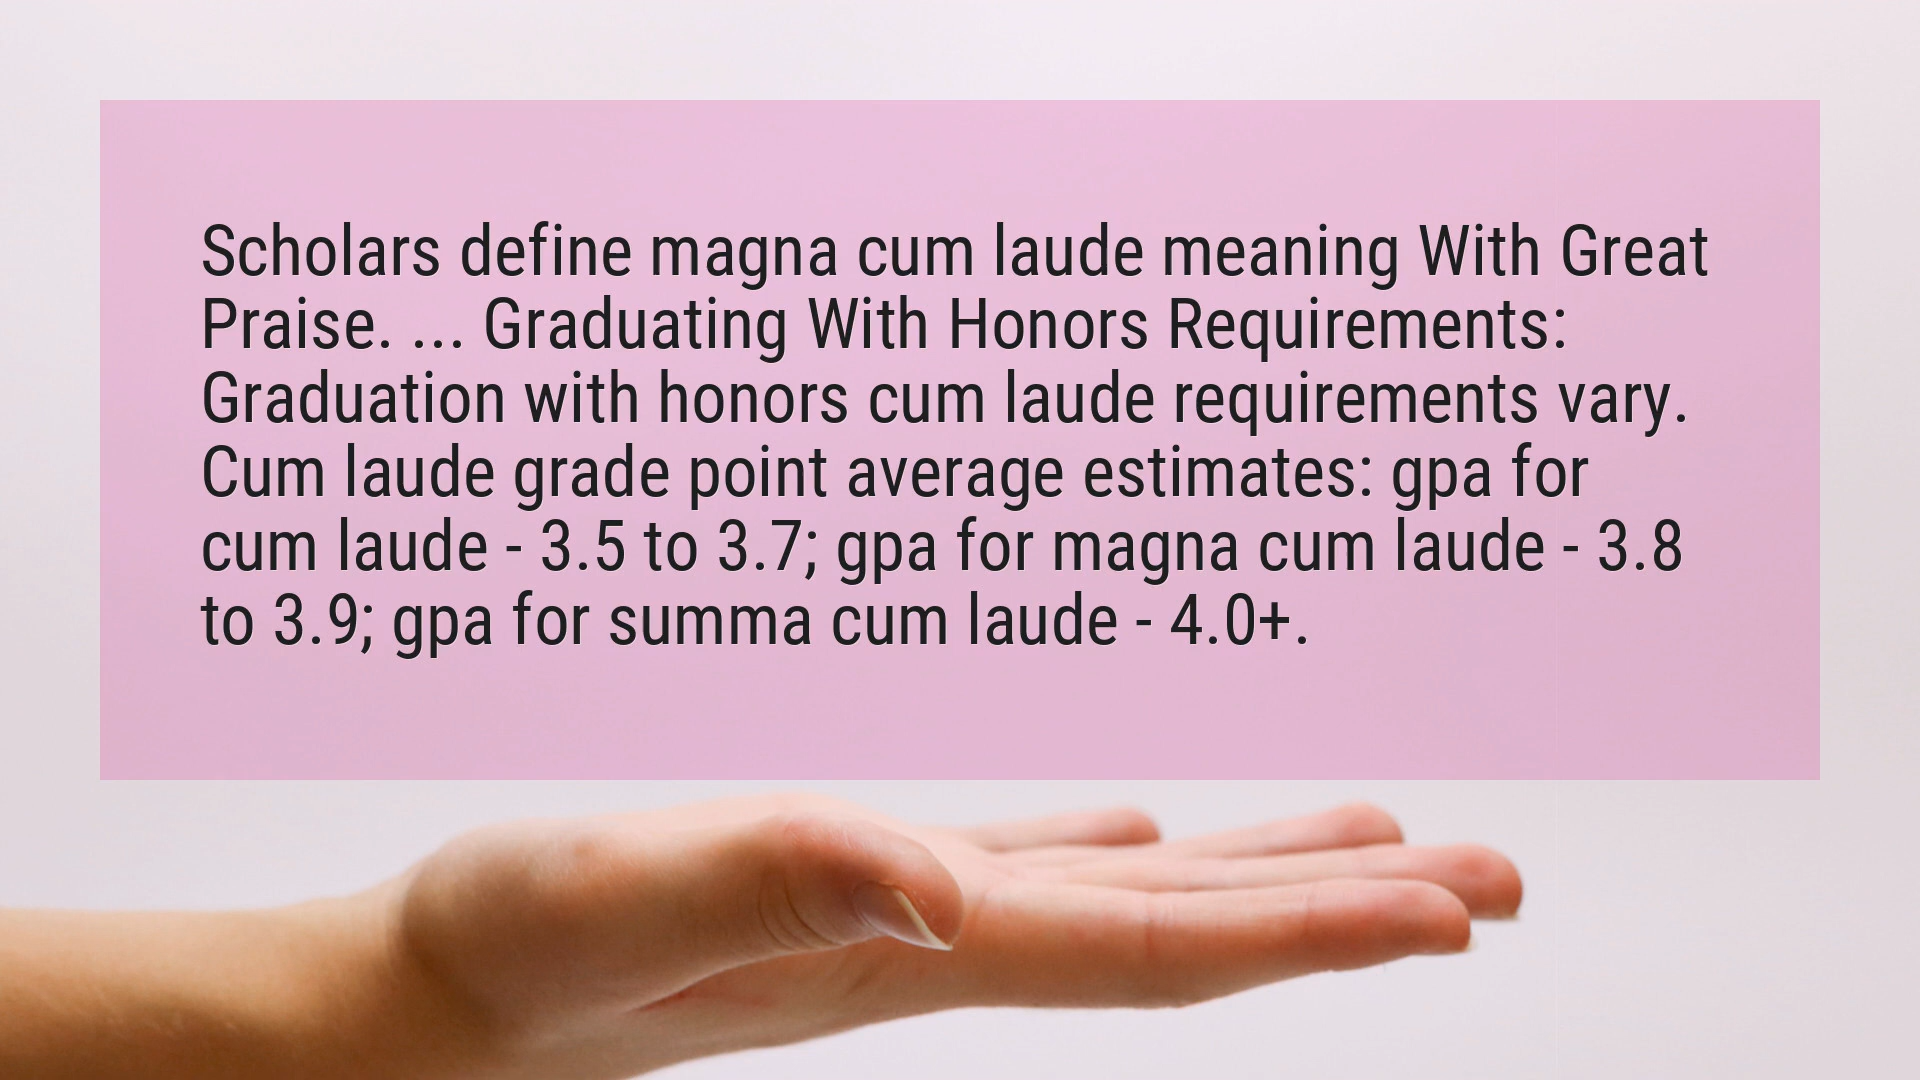 Scholars define magna cum laude meaning With Great
Praise. ... Graduating With Honors Requirements:
Graduation with honors cum laude requirements vary.
Cum laude grade point average estimates: gpa for
cum laude - 3.5 to 3.7; gpa for magna cum laude - 3.8
to 3.9; gpa for summa cum laude - 4.0+.